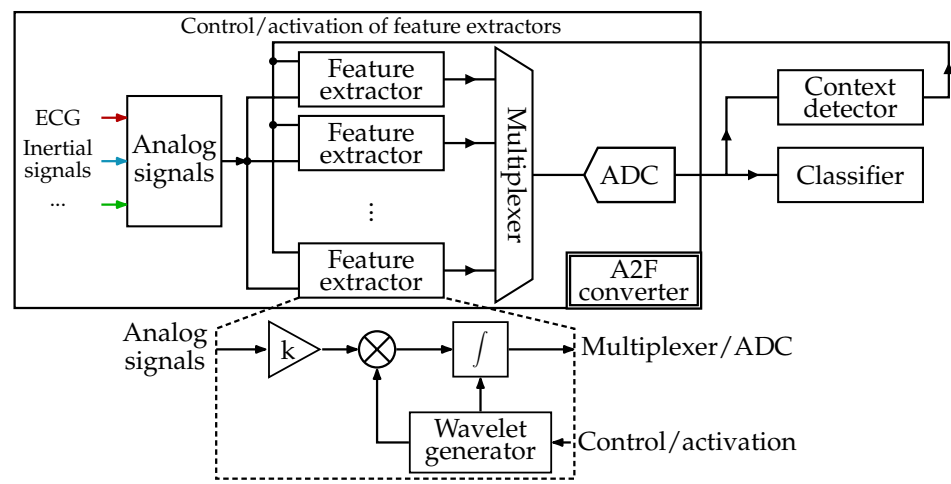 Control/activation of feature extractors
ECG
Inertial
signals
...
Analog
signals
Feature
extractor
Feature
extractor
⋮
Feature
extractor
Multiplexer
ADC
Context
detector
Classifier
A2F
converter
Analog
signals
k
∫
Multiplexer/ADC
Wavelet
generator
Control/activation